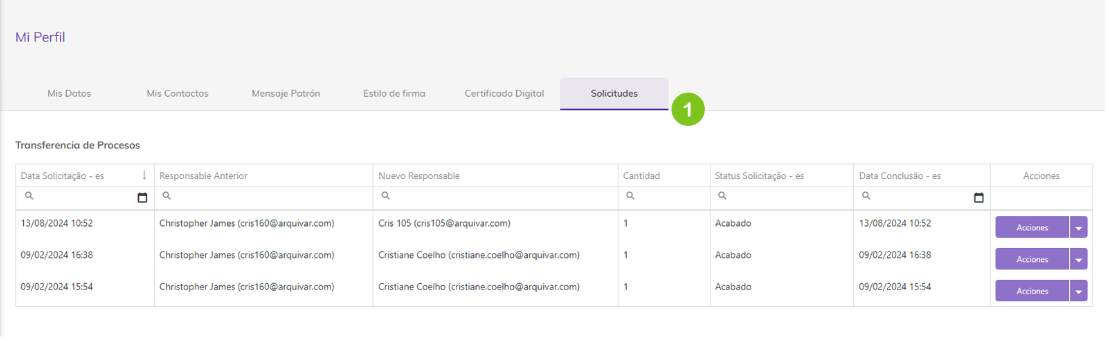 Mi Perfil
Mis Datos Mis Contactos Mensaje Patrón Estilo de firma Certificado Digital Solicitudes
1
Transferencia de Procesos
Data Solicitação - es ↓ Responsable Anterior Nuevo Responsable Cantidad Status Solicitação - es Data Conclusão - es Acciones
13/08/2024 10:52 Christopher James (cris160@arquivar.com) Cris 105 (cris105@arquivar.com) 1 Acabado 13/08/2024 10:52 Acciones
09/02/2024 16:38 Christopher James (cris160@arquivar.com) Cristiane Coelho (cristiane.coelho@arquivar.com) 1 Acabado 09/02/2024 16:38 Acciones
09/02/2024 15:54 Christopher James (cris160@arquivar.com) Cristiane Coelho (cristiane.coelho@arquivar.com) 1 Acabado 09/02/2024 15:54 Acciones